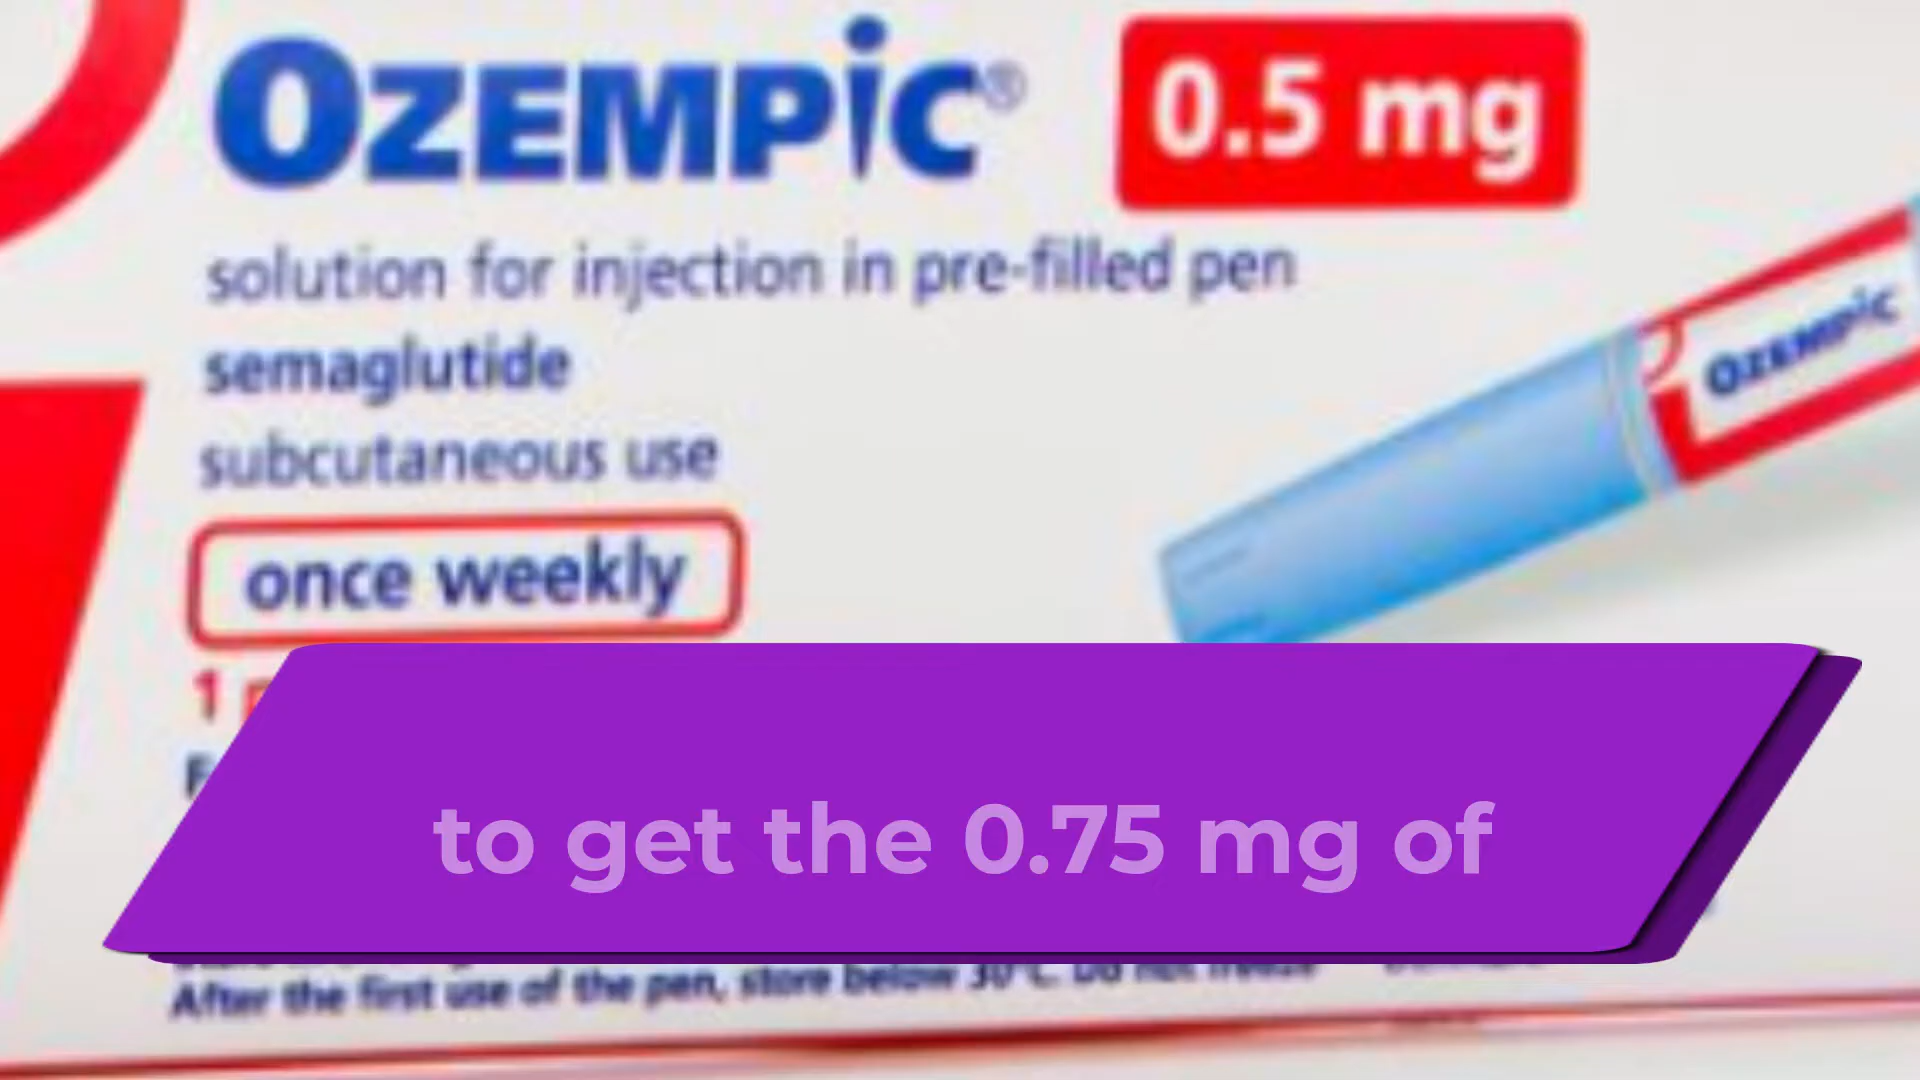 OZEMPIC® 0.5 mg
solution for injection in pre-filled pen
semaglutide
subcutaneous use
once weekly
1
OZEMPIC
to get the 0.75 mg of
After the first use of the pen, store below 30°C. Do not freeze